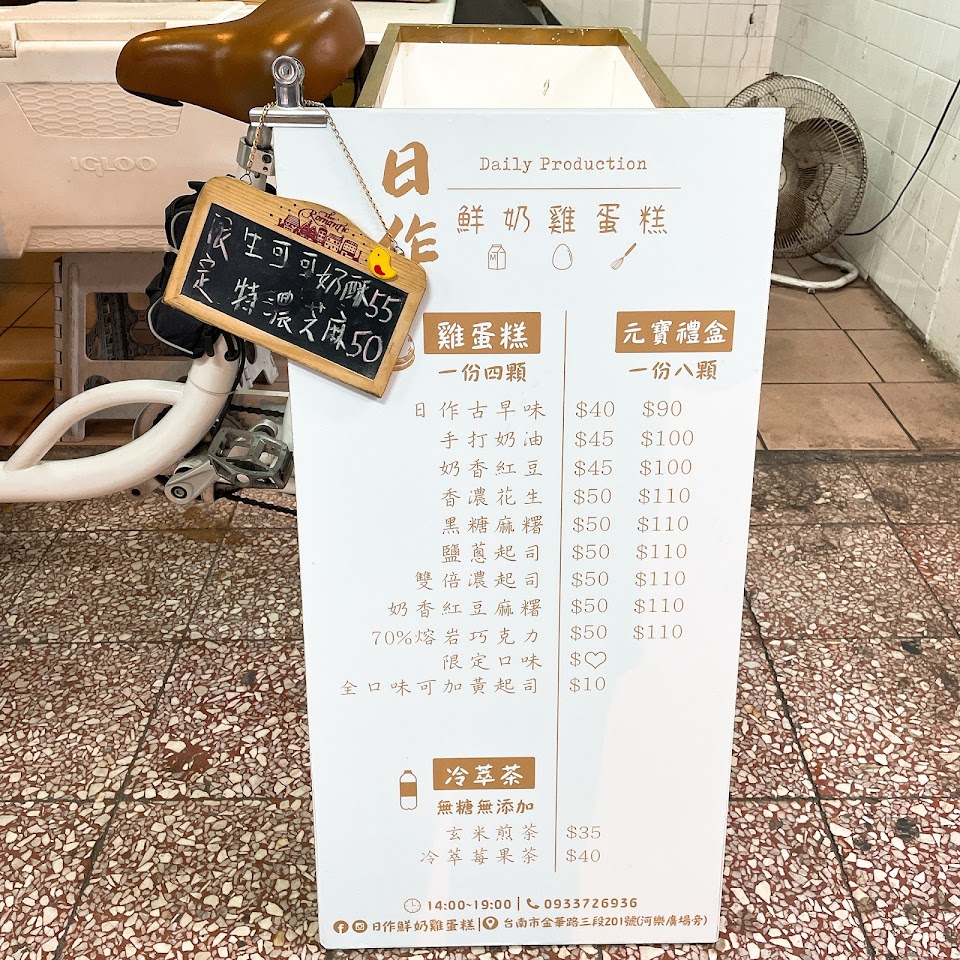 IGLOO
日作
Daily Production
鮮奶雞蛋糕
Romantic
限定
生可可奶酥55
特濃芝麻50
雞蛋糕 元寶禮盒
一份四顆 一份八顆
日作古早味 $40 $90
手打奶油 $45 $100
奶香紅豆 $45 $100
香濃花生 $50 $110
黑糖麻糬 $50 $110
鹽蔥起司 $50 $110
雙倍濃起司 $50 $110
奶香紅豆麻糬 $50 $110
70%熔岩巧克力 $50 $110
限定口味 $♡
全口味可加黃起司 $10
冷萃茶
無糖無添加
玄米煎茶 $35
冷萃莓果茶 $40
14:00~19:00 | 0933726936
日作鮮奶雞蛋糕 | 台南市金華路三段201號(河樂廣場旁)